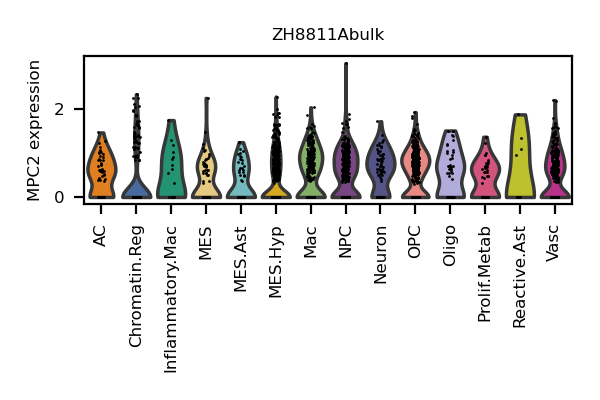 ZH8811Abulk
MPC2 expression
2
0
AC
Chromatin.Reg
Inflammatory.Mac
MES
MES.Ast
MES.Hyp
Mac
NPC
Neuron
OPC
Oligo
Prolif.Metab
Reactive.Ast
Vasc